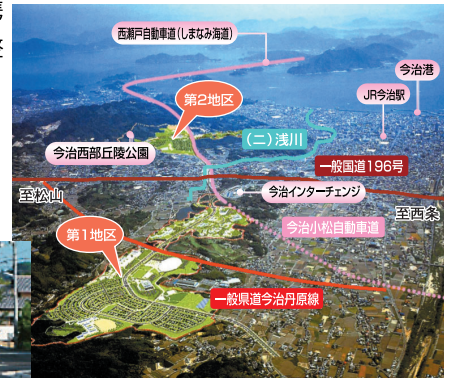 西瀬戸自動車道(しまなみ海道)
今治港
第2地区
JR今治駅
(二)浅川
今治西部丘陵公園
一般国道196号
今治インターチェンジ
至松山
至西条
今治小松自動車道
第1地区
一般県道今治丹原線